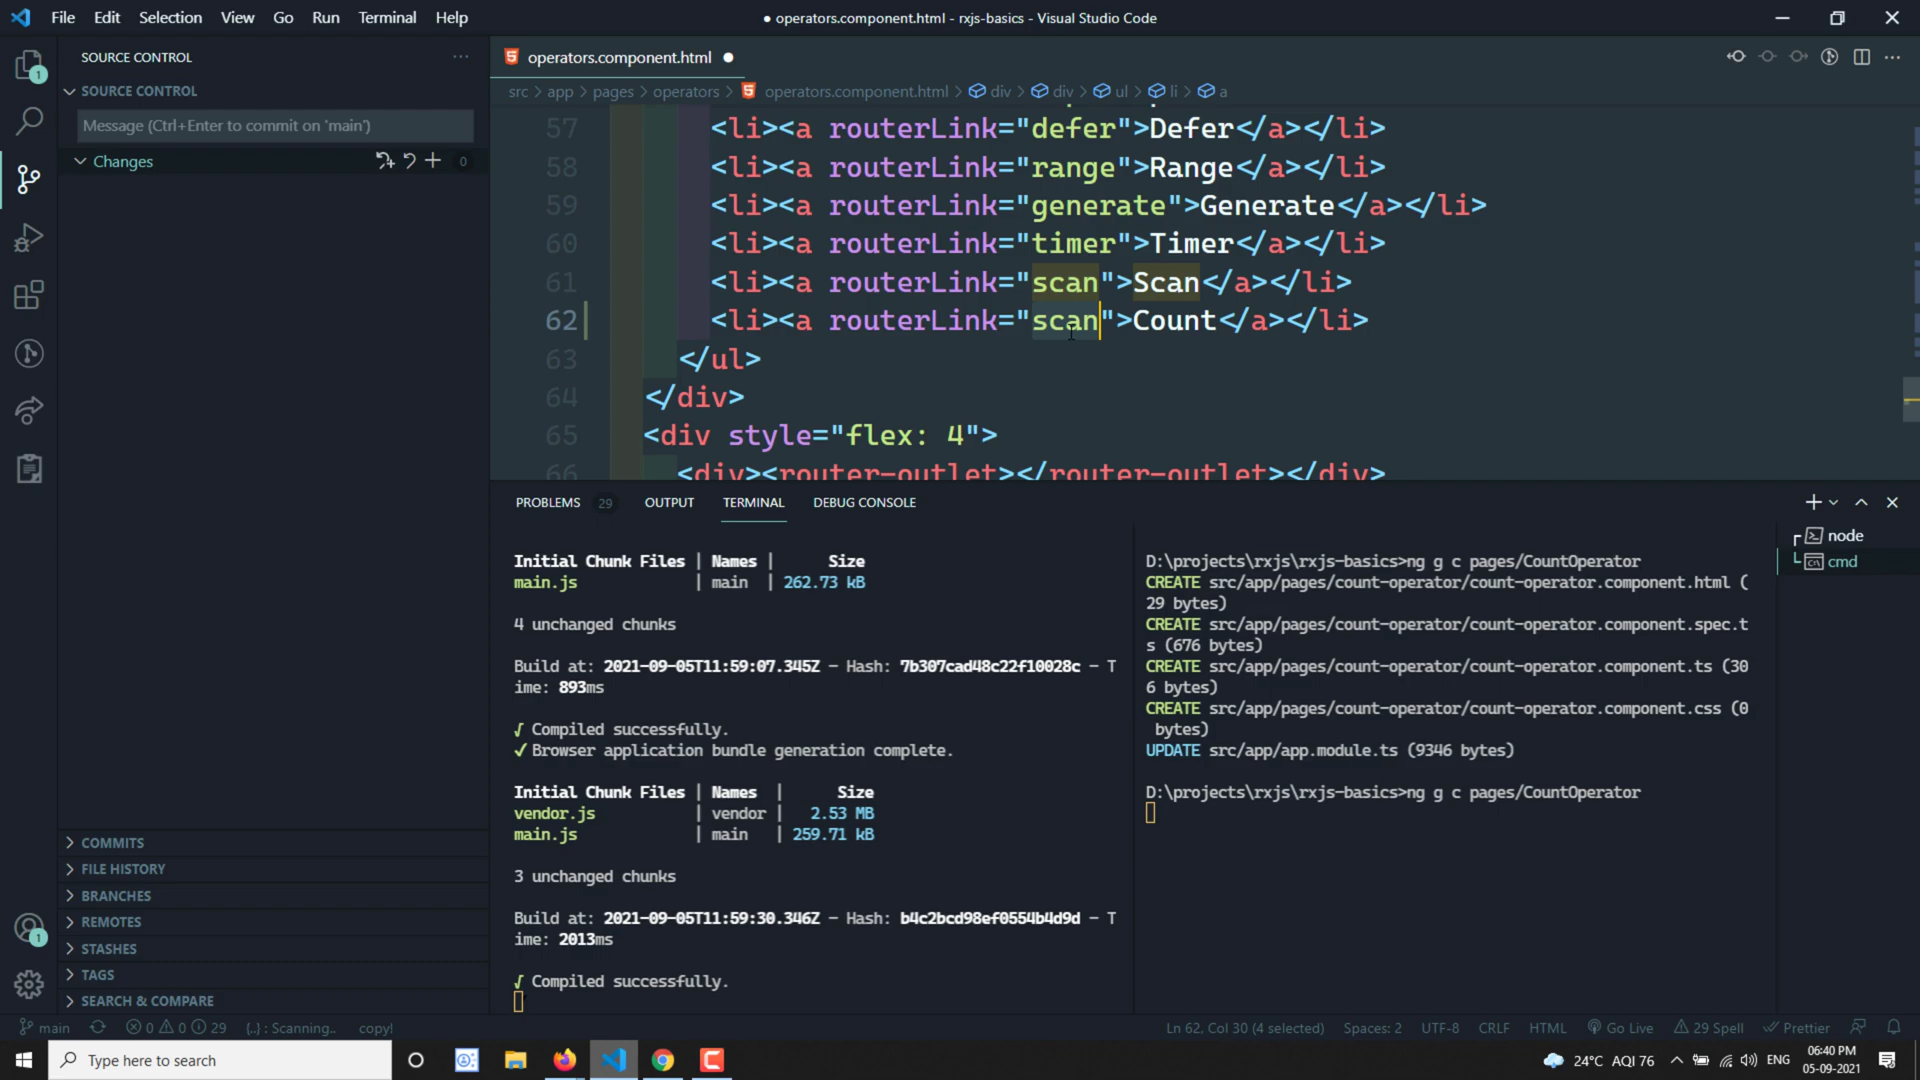 File Edit Selection View Go Run Terminal Help
● operators.component.html - rxjs-basics - Visual Studio Code
SOURCE CONTROL
SOURCE CONTROL
Message (Ctrl+Enter to commit on 'main')
Changes
0
1
COMMITS
FILE HISTORY
BRANCHES
REMOTES
STASHES
TAGS
SEARCH & COMPARE
1
operators.component.html
src > app > pages > operators > operators.component.html > div > div > ul > li > a
57 <li><a routerLink="defer">Defer</a></li>
58 <li><a routerLink="range">Range</a></li>
59 <li><a routerLink="generate">Generate</a></li>
60 <li><a routerLink="timer">Timer</a></li>
61 <li><a routerLink="scan">Scan</a></li>
62 <li><a routerLink="scan">Count</a></li>
63 </ul>
64 </div>
65 <div style="flex: 4">
66 <div><router-outlet></router-outlet></div>
PROBLEMS 29 OUTPUT TERMINAL DEBUG CONSOLE
Initial Chunk Files | Names | Size
main.js | main | 262.73 kB
4 unchanged chunks
Build at: 2021-09-05T11:59:07.345Z - Hash: 7b307cad48c22f10028c - T
ime: 893ms
√ Compiled successfully.
✔ Browser application bundle generation complete.
Initial Chunk Files | Names | Size
vendor.js | vendor | 2.53 MB
main.js | main | 259.71 kB
3 unchanged chunks
Build at: 2021-09-05T11:59:30.346Z - Hash: b4c2bcd98ef0554b4d9d - T
ime: 2013ms
√ Compiled successfully.
D:\projects\rxjs\rxjs-basics>ng g c pages/CountOperator
CREATE src/app/pages/count-operator/count-operator.component.html (
29 bytes)
CREATE src/app/pages/count-operator/count-operator.component.spec.t
s (676 bytes)
CREATE src/app/pages/count-operator/count-operator.component.ts (30
6 bytes)
CREATE src/app/pages/count-operator/count-operator.component.css (0
bytes)
UPDATE src/app/app.module.ts (9346 bytes)
D:\projects\rxjs\rxjs-basics>ng g c pages/CountOperator
node
cmd
main 0 0 29 {..} : Scanning.. copy! Ln 62, Col 30 (4 selected) Spaces: 2 UTF-8 CRLF HTML Go Live 29 Spell Prettier
Type here to search
24°C AQI 76 ENG
06:40 PM
05-09-2021